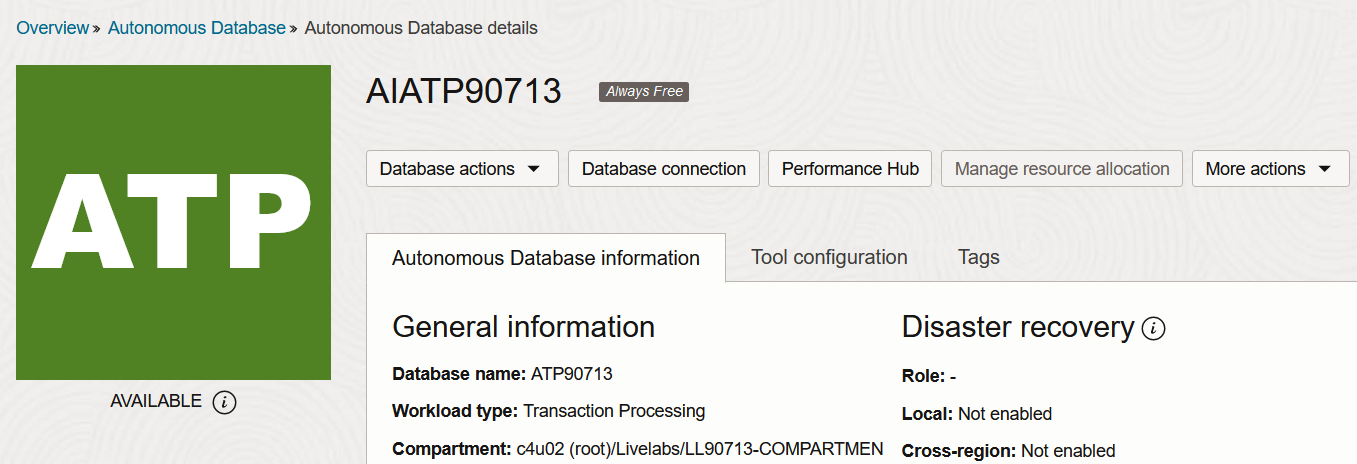 Overview » Autonomous Database » Autonomous Database details
ATP
AVAILABLE i
AIATP90713 Always Free
Database actions Database connection Performance Hub Manage resource allocation More actions
Autonomous Database information Tool configuration Tags
General information
Database name: ATP90713
Workload type: Transaction Processing
Compartment: c4u02 (root)/Livelabs/LL90713-COMPARTMEN
Disaster recovery i
Role: -
Local: Not enabled
Cross-region: Not enabled